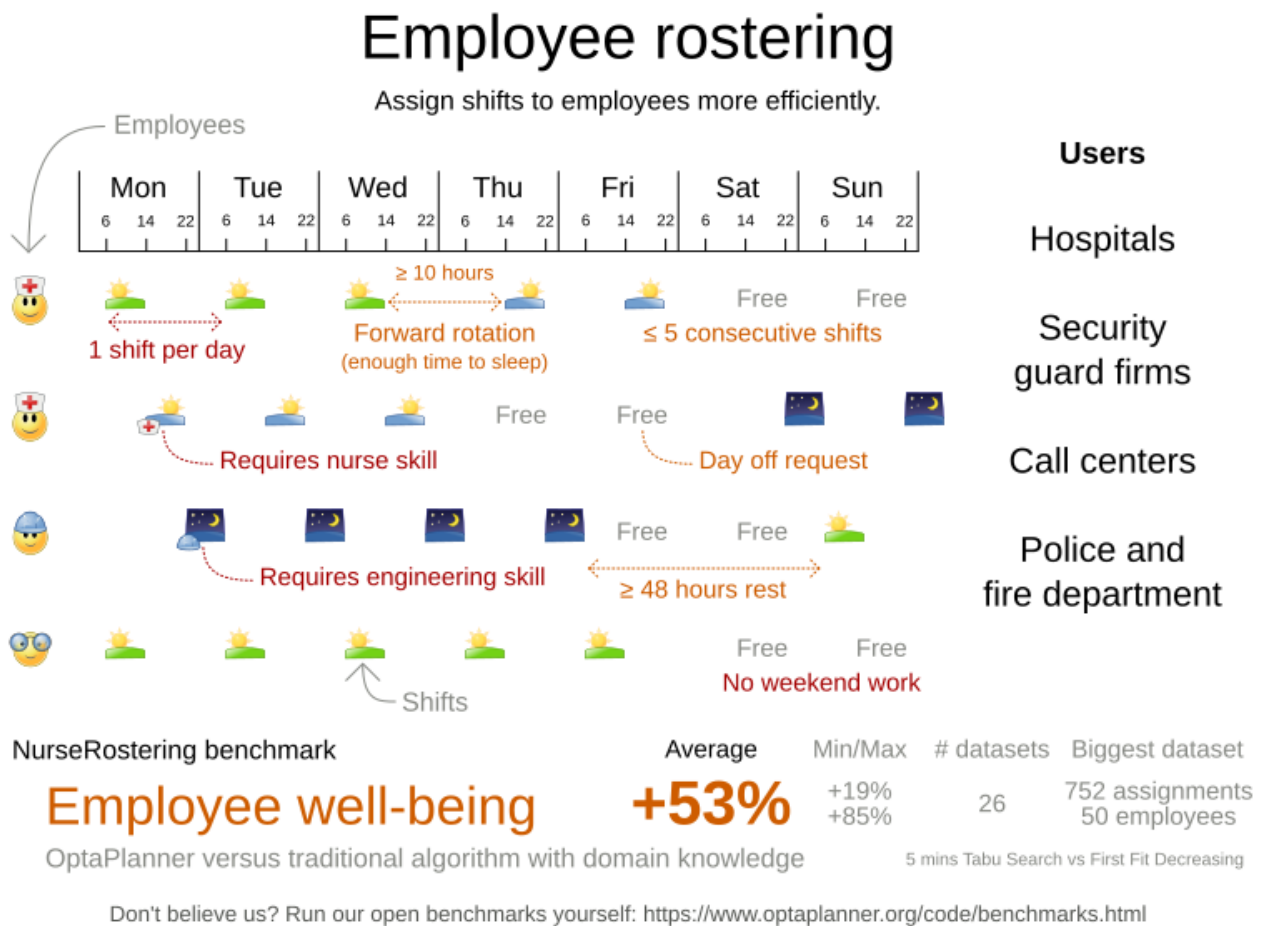 Employee rostering
Assign shifts to employees more efficiently.
Employees
Users
Mon Tue Wed Thu Fri Sat Sun
6 14 22 6 14 22 6 14 22 6 14 22 6 14 22 6 14 22 6 14 22
Hospitals
≥ 10 hours
Free Free
1 shift per day
Forward rotation
(enough time to sleep)
≤ 5 consecutive shifts
Security
guard firms
Free Free
Requires nurse skill
Day off request
Call centers
Free Free
Requires engineering skill
≥ 48 hours rest
Police and
fire department
Free Free
No weekend work
Shifts
NurseRostering benchmark
Average Min/Max # datasets Biggest dataset
Employee well-being
+53%
+19%
+85%
26
752 assignments
50 employees
OptaPlanner versus traditional algorithm with domain knowledge
5 mins Tabu Search vs First Fit Decreasing
Don't believe us? Run our open benchmarks yourself: https://www.optaplanner.org/code/benchmarks.html